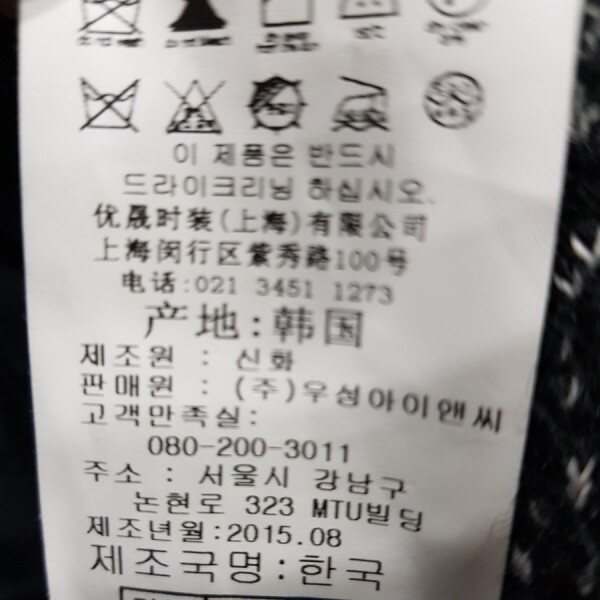 이 제품은 반드시
드라이크리닝 하십시오.
优晟时装(上海)有限公司
上海闵行区紫秀路100号
电话:021 3451 1273
产地:韩国
제조원 : 신화
판매원 : (주)우성아이앤씨
고객만족실:
080-200-3011
주소 : 서울시 강남구
논현로 323 MTU빌딩
제조년월:2015.08
제조국명:한국